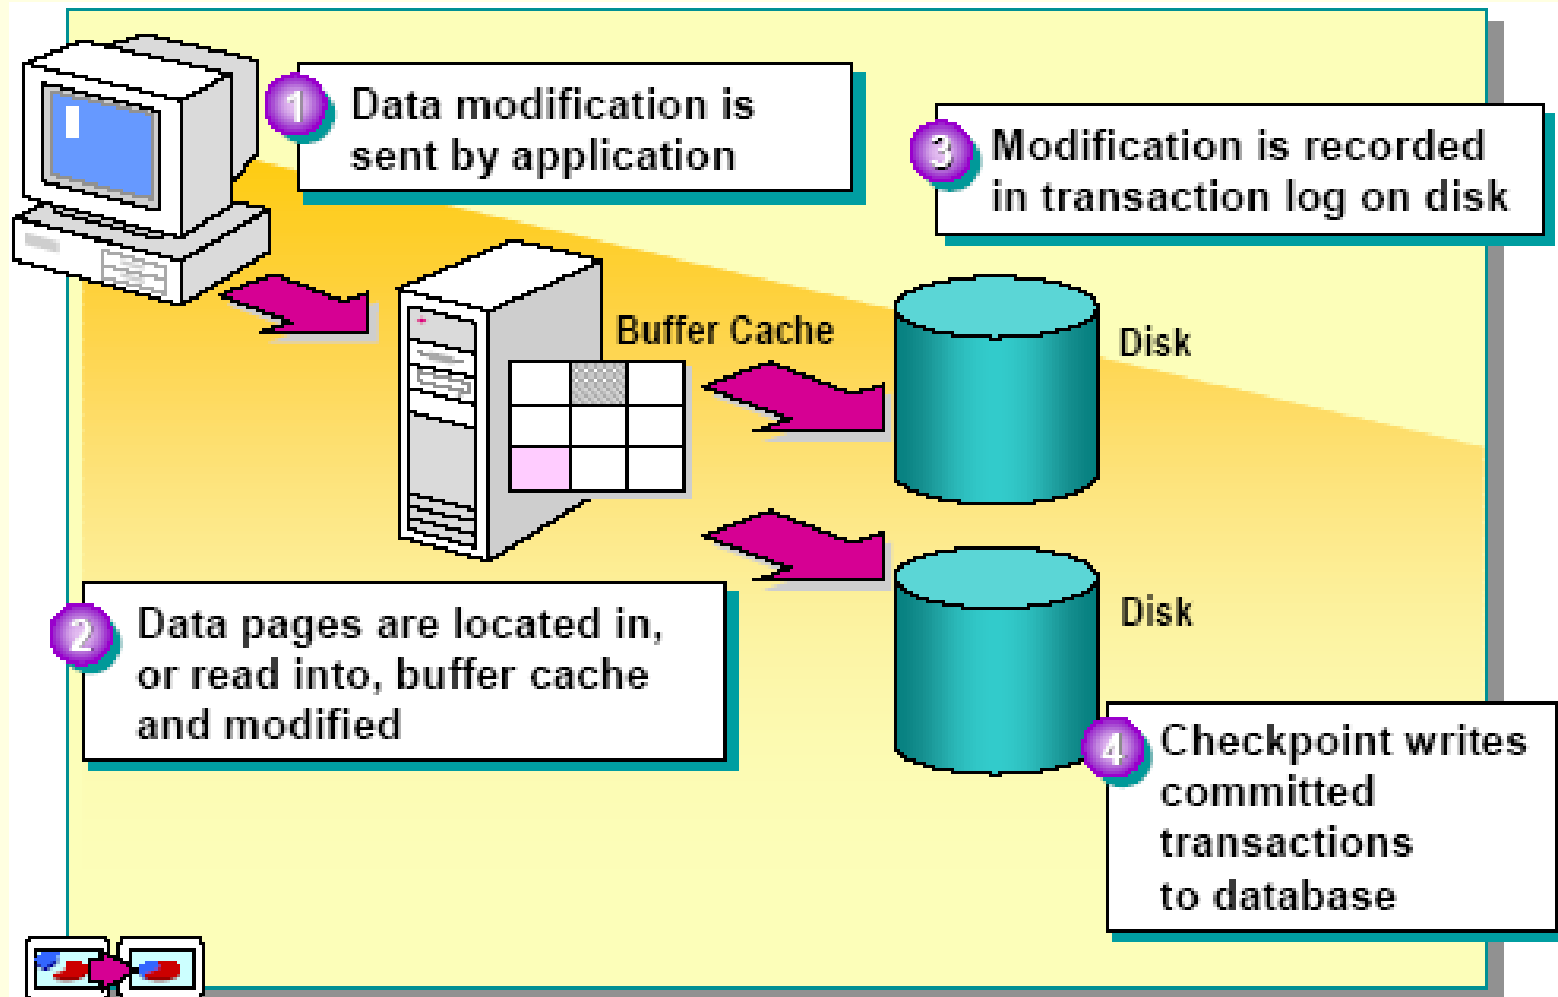 1
Data modification is
sent by application
3
Modification is recorded
in transaction log on disk
Buffer Cache
Disk
2
Data pages are located in,
or read into, buffer cache
and modified
Disk
4
Checkpoint writes
committed
transactions
to database